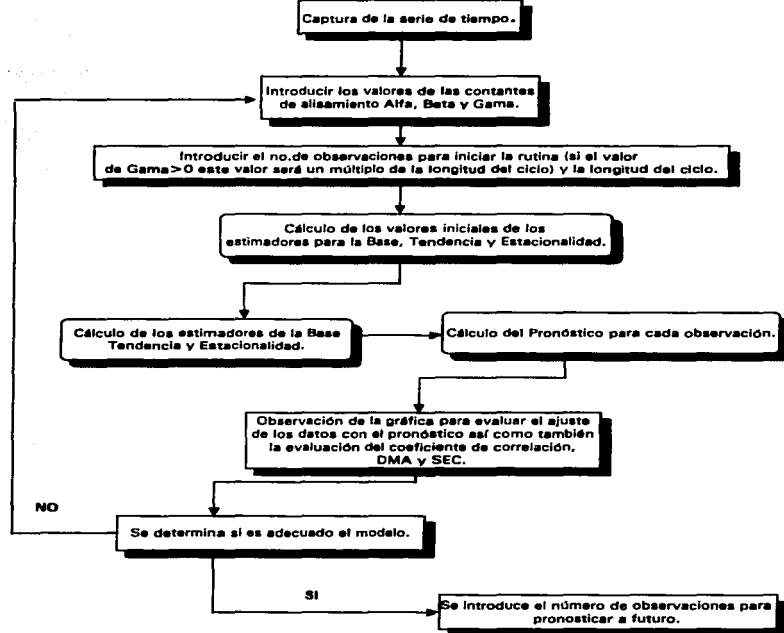 Captura de la serie de tiempo.
Introducir los valores de las contantes
de alisamiento Alfa, Beta y Gama.
Introducir el no.de observaciones para iniciar la rutina (si el valor
de Gama>0 este valor será un múltiplo de la longitud del ciclo) y la longitud del ciclo.
Cálculo de los valores iniciales de los
estimadores para la Base, Tendencia y Estacionalidad.
Cálculo de los estimadores de la Base
Tendencia y Estacionalidad.
Cálculo del Pronóstico para cada observación.
Observación de la gráfica para evaluar el ajuste
de los datos con el pronóstico así como también
la evaluación del coeficiente de correlación,
DMA y SEC.
NO
Se determina si es adecuado el modelo.
SI
Se introduce el número de observaciones para
pronosticar a futuro.